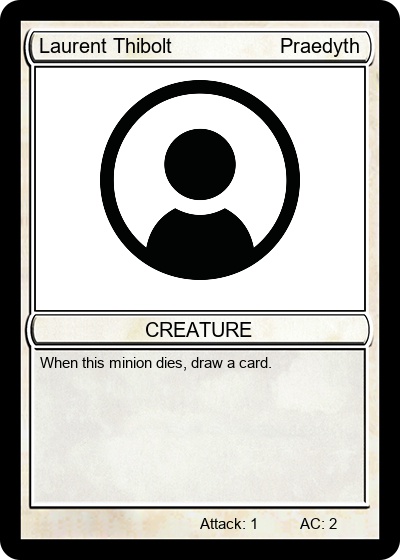 Laurent Thibolt Praedyth
CREATURE
When this minion dies, draw a card.
Attack: 1 AC: 2